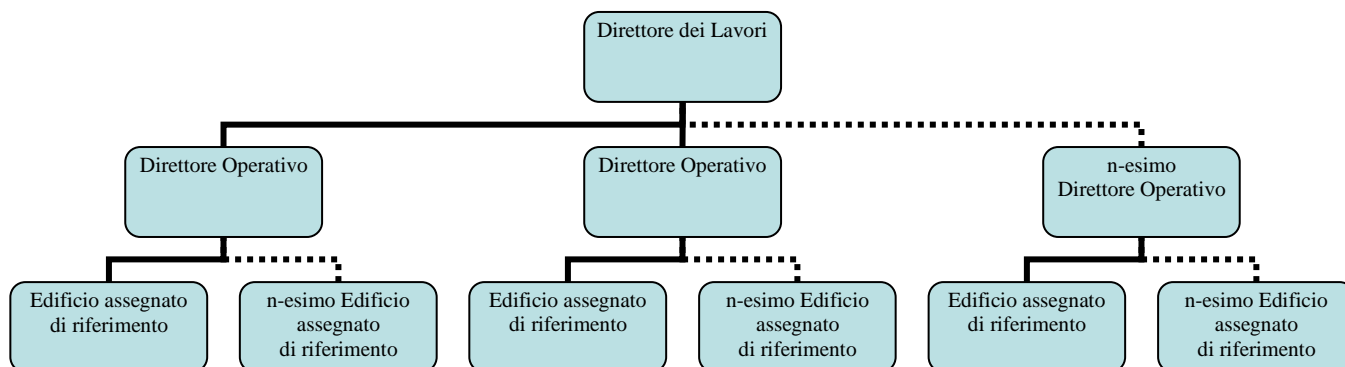 Direttore dei Lavori
Direttore Operativo
Direttore Operativo
n-esimo
Direttore Operativo
Edificio assegnato
di riferimento
n-esimo Edificio
assegnato
di riferimento
Edificio assegnato
di riferimento
n-esimo Edificio
assegnato
di riferimento
Edificio assegnato
di riferimento
n-esimo Edificio
assegnato
di riferimento